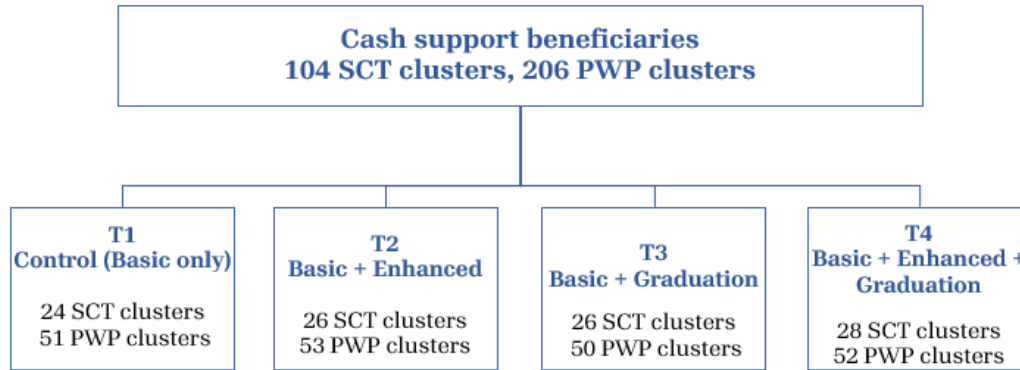 Cash support beneficiaries
104 SCT clusters, 206 PWP clusters
T1
Control (Basic only)
24 SCT clusters
51 PWP clusters
T2
Basic + Enhanced
26 SCT clusters
53 PWP clusters
T3
Basic + Graduation
26 SCT clusters
50 PWP clusters
T4
Basic + Enhanced +
Graduation
28 SCT clusters
52 PWP clusters